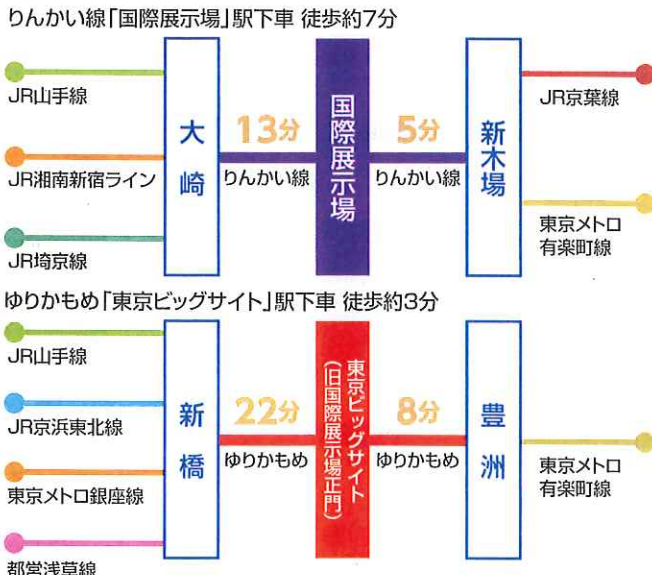 りんかい線「国際展示場」駅下車 徒歩約7分
JR山手線
JR湘南新宿ライン
JR埼京線
大崎
13分
りんかい線
国際展示場
5分
りんかい線
新木場
JR京葉線
東京メトロ
有楽町線
ゆりかもめ「東京ビッグサイト」駅下車 徒歩約3分
JR山手線
JR京浜東北線
東京メトロ銀座線
都営浅草線
新橋
22分
ゆりかもめ
東京ビッグサイト
(旧国際展示場正門)
8分
ゆりかもめ
豊洲
東京メトロ
有楽町線